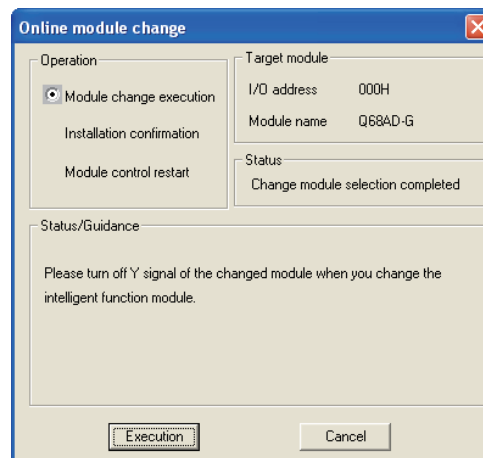 Online module change
Operation
Module change execution
Installation confirmation
Module control restart
Target module
I/O address 000H
Module name Q68AD-G
Status
Change module selection completed
Status/Guidance
Please turn off Y signal of the changed module when you change the
intelligent function module.
Execution Cancel